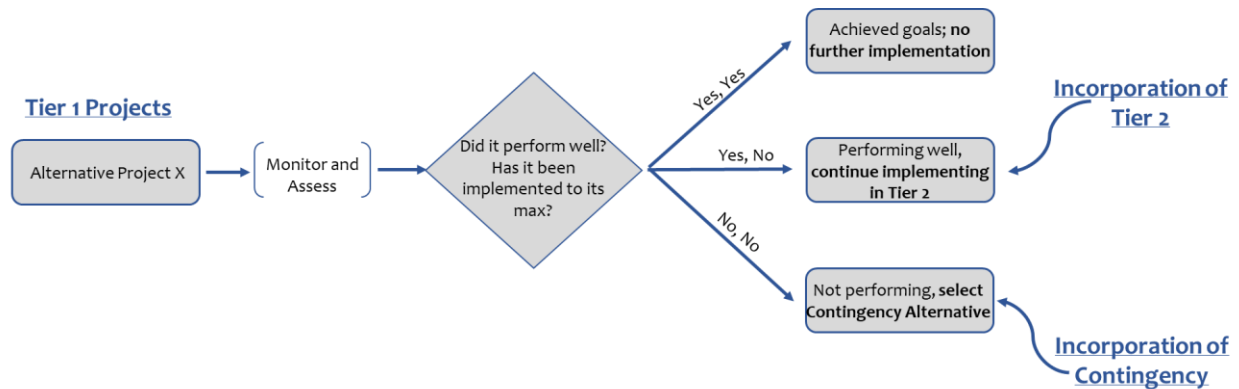 Tier 1 Projects
Alternative Project X
Monitor and
Assess
Did it perform well?
Has it been
implemented to its
max?
Yes, Yes
Achieved goals; no
further implementation
Yes, No
Performing well,
continue implementing
in Tier 2
Incorporation of
Tier 2
No, No
Not performing, select
Contingency Alternative
Incorporation of
Contingency